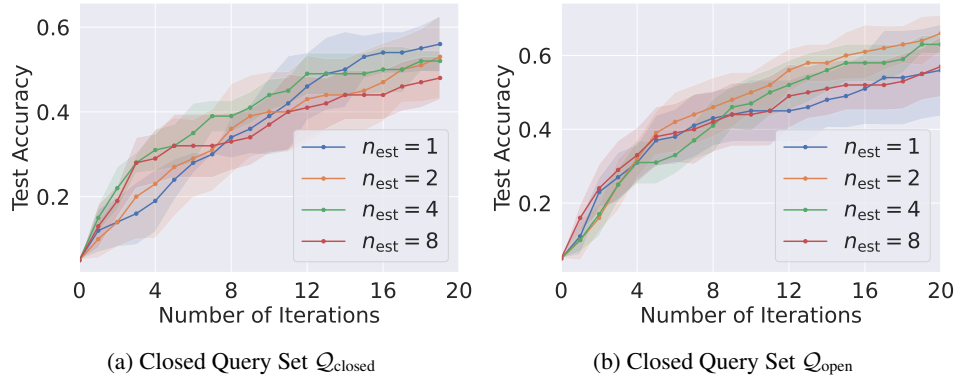 0.6
0.4
0.2
Test Accuracy
n_est = 1
n_est = 2
n_est = 4
n_est = 8
0 4 8 12 16 20
Number of Iterations
(a) Closed Query Set 𝒬_closed
0.6
0.4
0.2
Test Accuracy
n_est = 1
n_est = 2
n_est = 4
n_est = 8
0 4 8 12 16 20
Number of Iterations
(b) Closed Query Set 𝒬_open